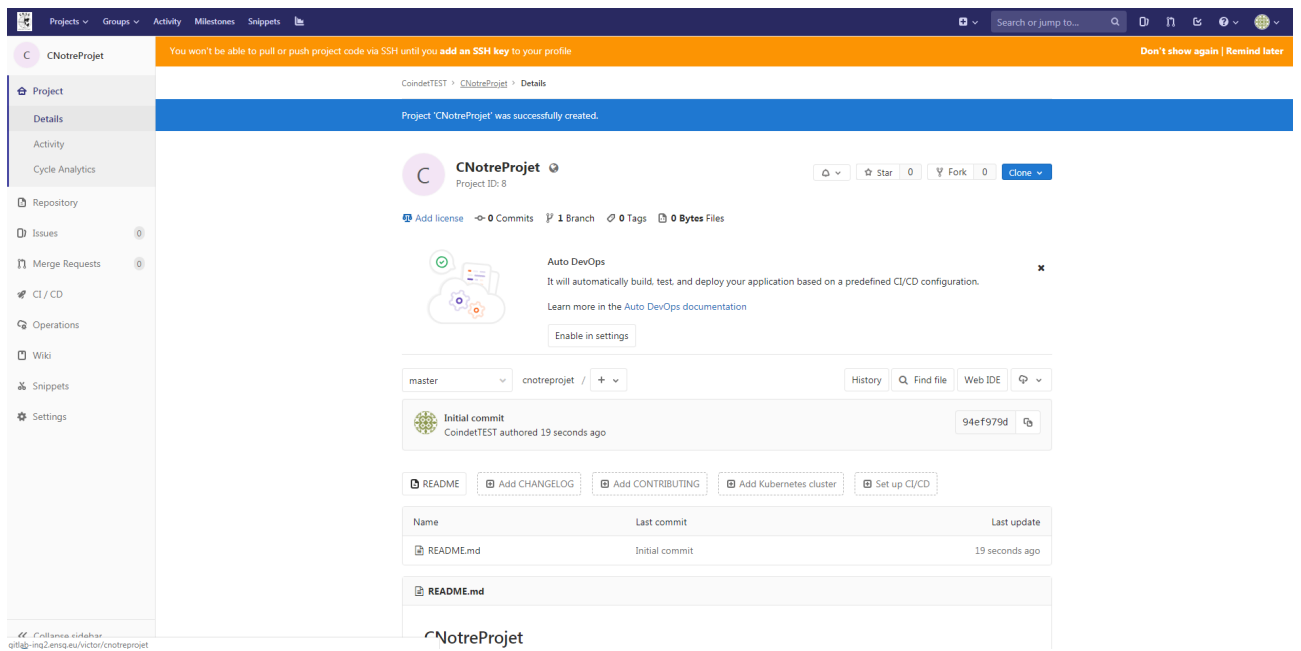 Projects Groups Activity Milestones Snippets Search or jump to...
C CNotreProjet
You won't be able to pull or push project code via SSH until you add an SSH key to your profile Don't show again | Remind later
Project
Details
Activity
Cycle Analytics
Repository
Issues 0
Merge Requests 0
CI / CD
Operations
Wiki
Snippets
Settings
Collapse sidebar
CoindetTEST > CNotreProjet > Details
Project 'CNotreProjet' was successfully created.
C CNotreProjet
Project ID: 8
Star 0 Fork 0 Clone
Add license 0 Commits 1 Branch 0 Tags 0 Bytes Files
Auto DevOps
It will automatically build, test, and deploy your application based on a predefined CI/CD configuration.
Learn more in the Auto DevOps documentation
Enable in settings
master cnotreprojet / + History Find file Web IDE
Initial commit
CoindetTEST authored 19 seconds ago
94ef979d
README Add CHANGELOG Add CONTRIBUTING Add Kubernetes cluster Set up CI/CD
Name Last commit Last update
README.md Initial commit 19 seconds ago
README.md
CNotreProjet
gitlab-inq2.ensg.eu/victor/cnotreprojet